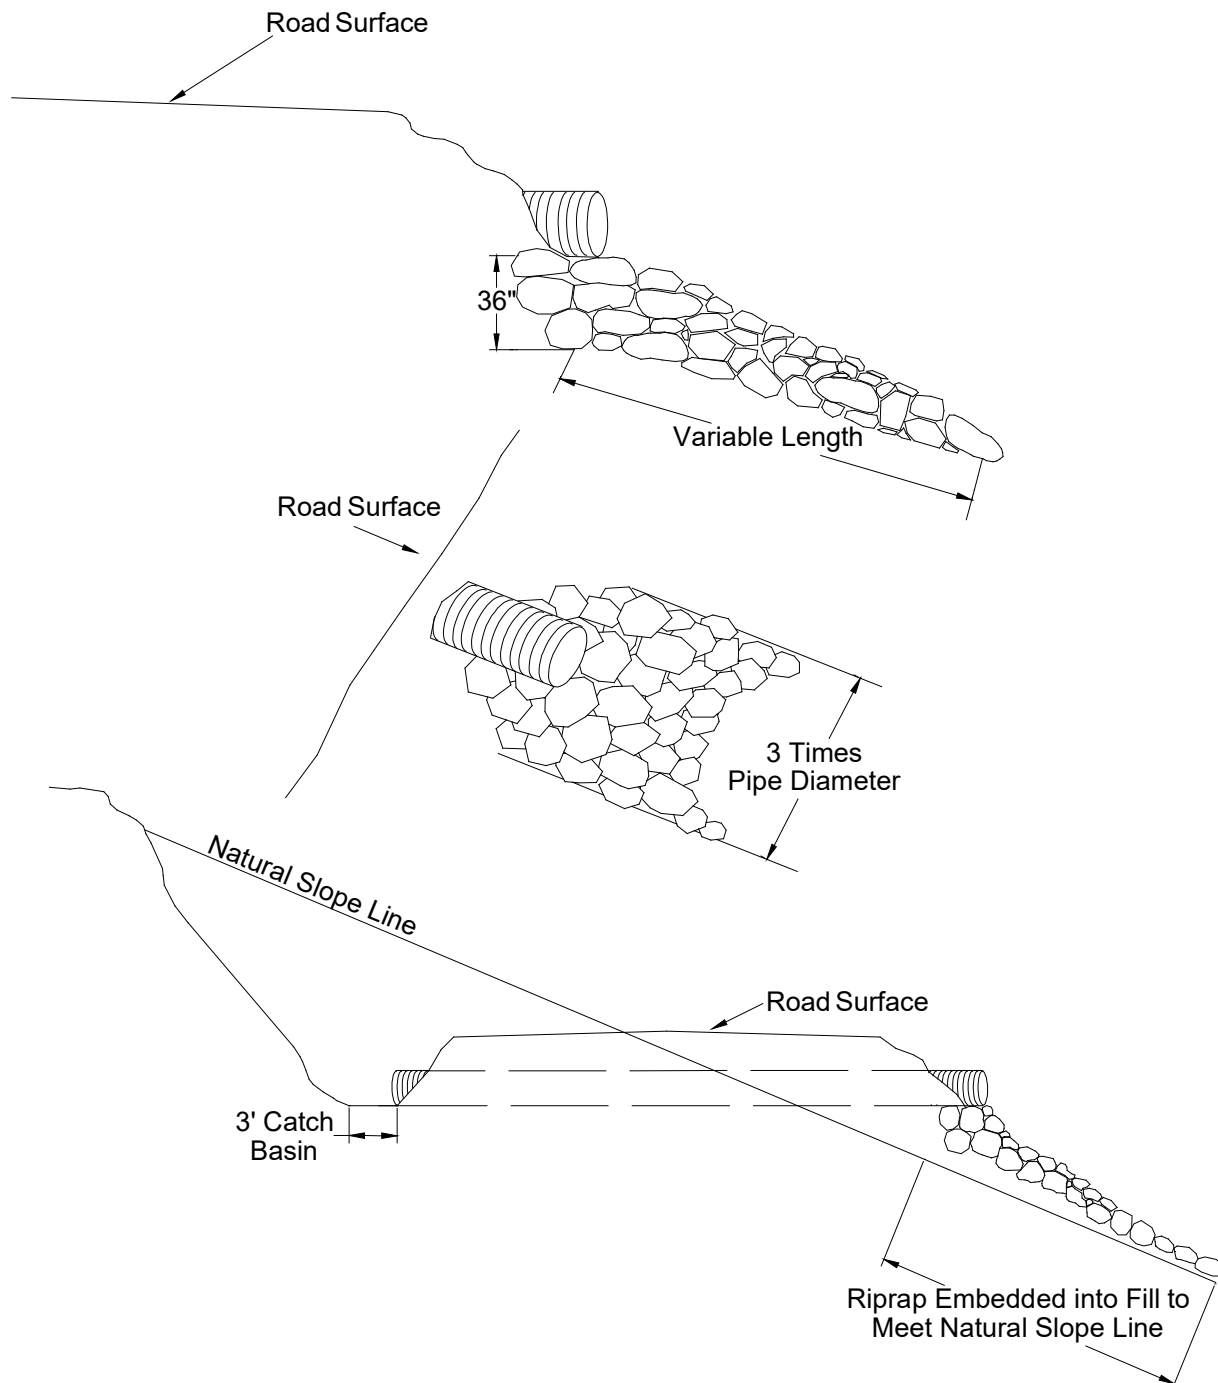 Road Surface
36"
Variable Length
Road Surface
3 Times
Pipe Diameter
Natural Slope Line
Road Surface
3' Catch
Basin
Riprap Embedded into Fill to
Meet Natural Slope Line